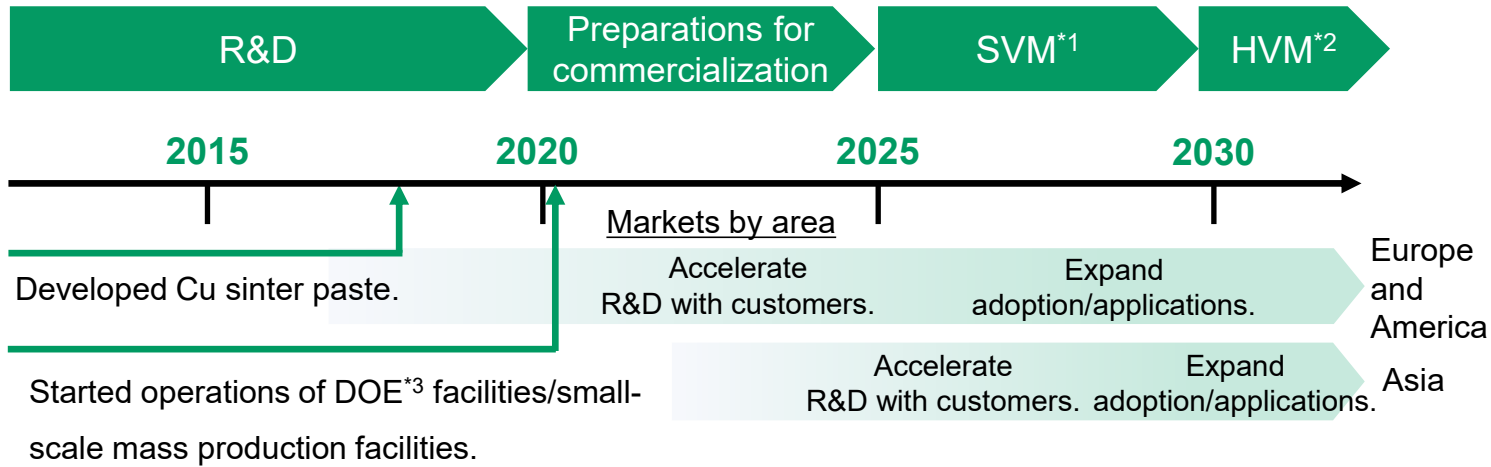 R&D
Preparations for
commercialization
SVM*1
HVM*2
2015
2020
2025
2030
Markets by area
Developed Cu sinter paste.
Accelerate
R&D with customers.
Expand
adoption/applications.
Europe
and
America
Started operations of DOE*3 facilities/small-
scale mass production facilities.
Accelerate
R&D with customers.
Expand
adoption/applications.
Asia